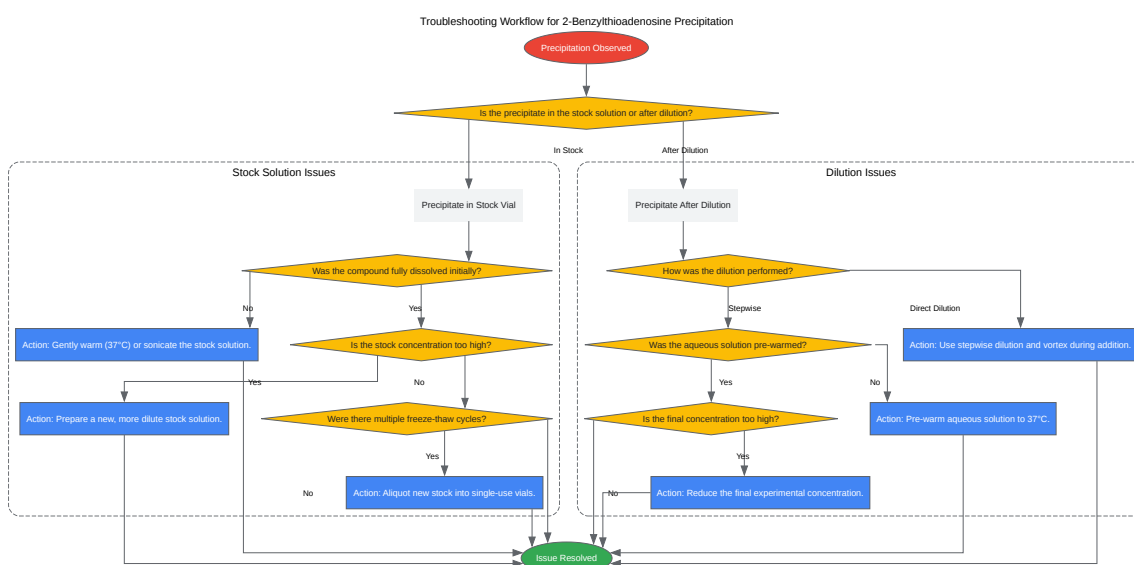 Troubleshooting Workflow for 2-Benzylthioadenosine Precipitation
Precipitation Observed
Is the precipitate in the stock solution or after dilution?
In Stock
After Dilution
Stock Solution Issues
Dilution Issues
Precipitate in Stock Vial
Precipitate After Dilution
Was the compound fully dissolved initially?
How was the dilution performed?
No
Yes
Stepwise
Direct Dilution
Action: Gently warm (37°C) or sonicate the stock solution.
Is the stock concentration too high?
Was the aqueous solution pre-warmed?
Action: Use stepwise dilution and vortex during addition.
Yes
No
Yes
No
Action: Prepare a new, more dilute stock solution.
Were there multiple freeze-thaw cycles?
Is the final concentration too high?
Action: Pre-warm aqueous solution to 37°C.
Yes
Yes
No
Action: Aliquot new stock into single-use vials.
No
Action: Reduce the final experimental concentration.
Issue Resolved